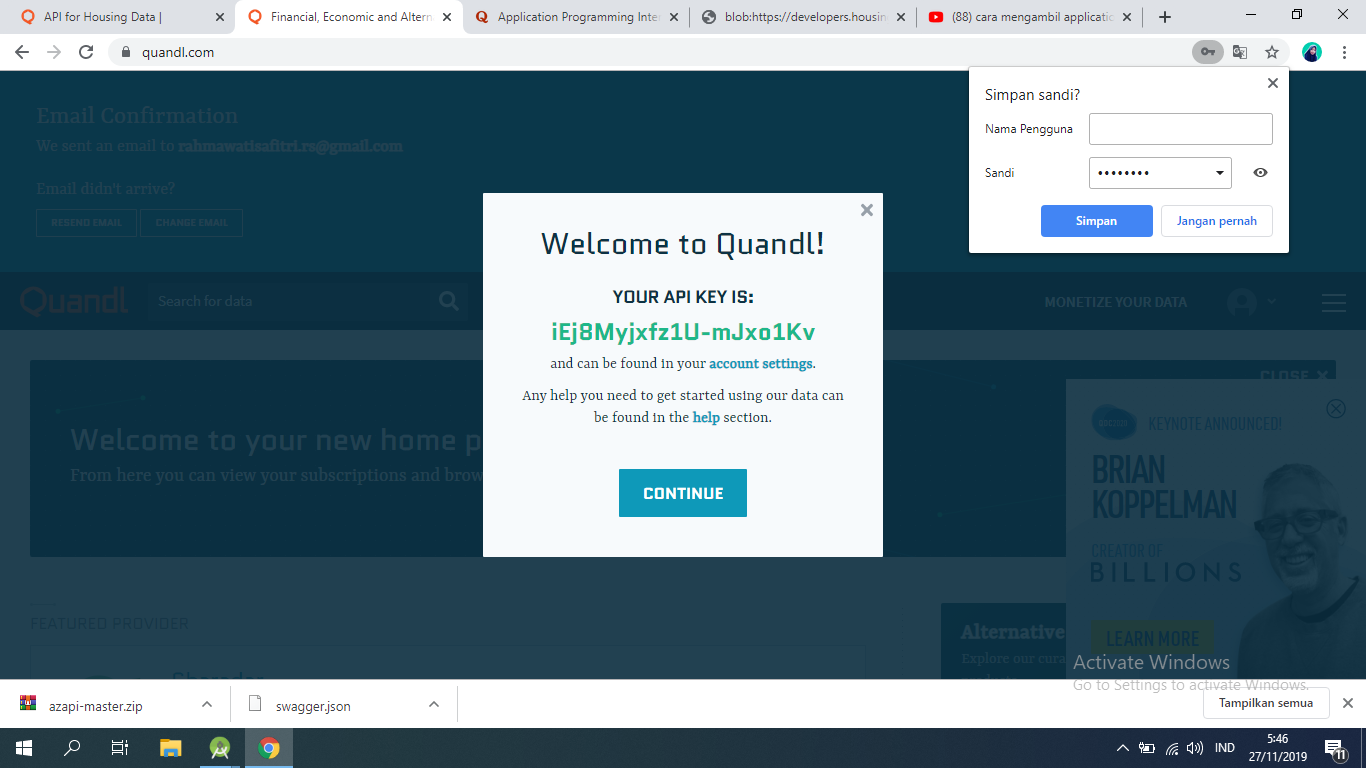 API for Housing Data |
Financial, Economic and Altern
Application Programming Inte
blob:https://developers.housin
(88) cara mengambil applicatio
quandl.com
Email Confirmation
We sent an email to rahmawatisafitri.rs@gmail.com
Email didn't arrive?
RESEND EMAIL
CHANGE EMAIL
Simpan sandi?
Nama Pengguna
Sandi
••••••••
Simpan
Jangan pernah
Quandl
Search for data
MONETIZE YOUR DATA
Welcome to Quandl!
YOUR API KEY IS:
iEj8Myjxfz1U-mJxo1Kv
and can be found in your account settings.
Any help you need to get started using our data can
be found in the help section.
CONTINUE
CLOSE
Welcome to your new home p
From here you can view your subscriptions and brow
KEYNOTE ANNOUNCED!
BRIAN
KOPPELMAN
CREATOR OF
BILLIONS
LEARN MORE
FEATURED PROVIDER
Alternative
Explore our cura
Activate Windows
Go to Settings to activate Windows.
azapi-master.zip
swagger.json
Tampilkan semua
IND
5:46
27/11/2019
11